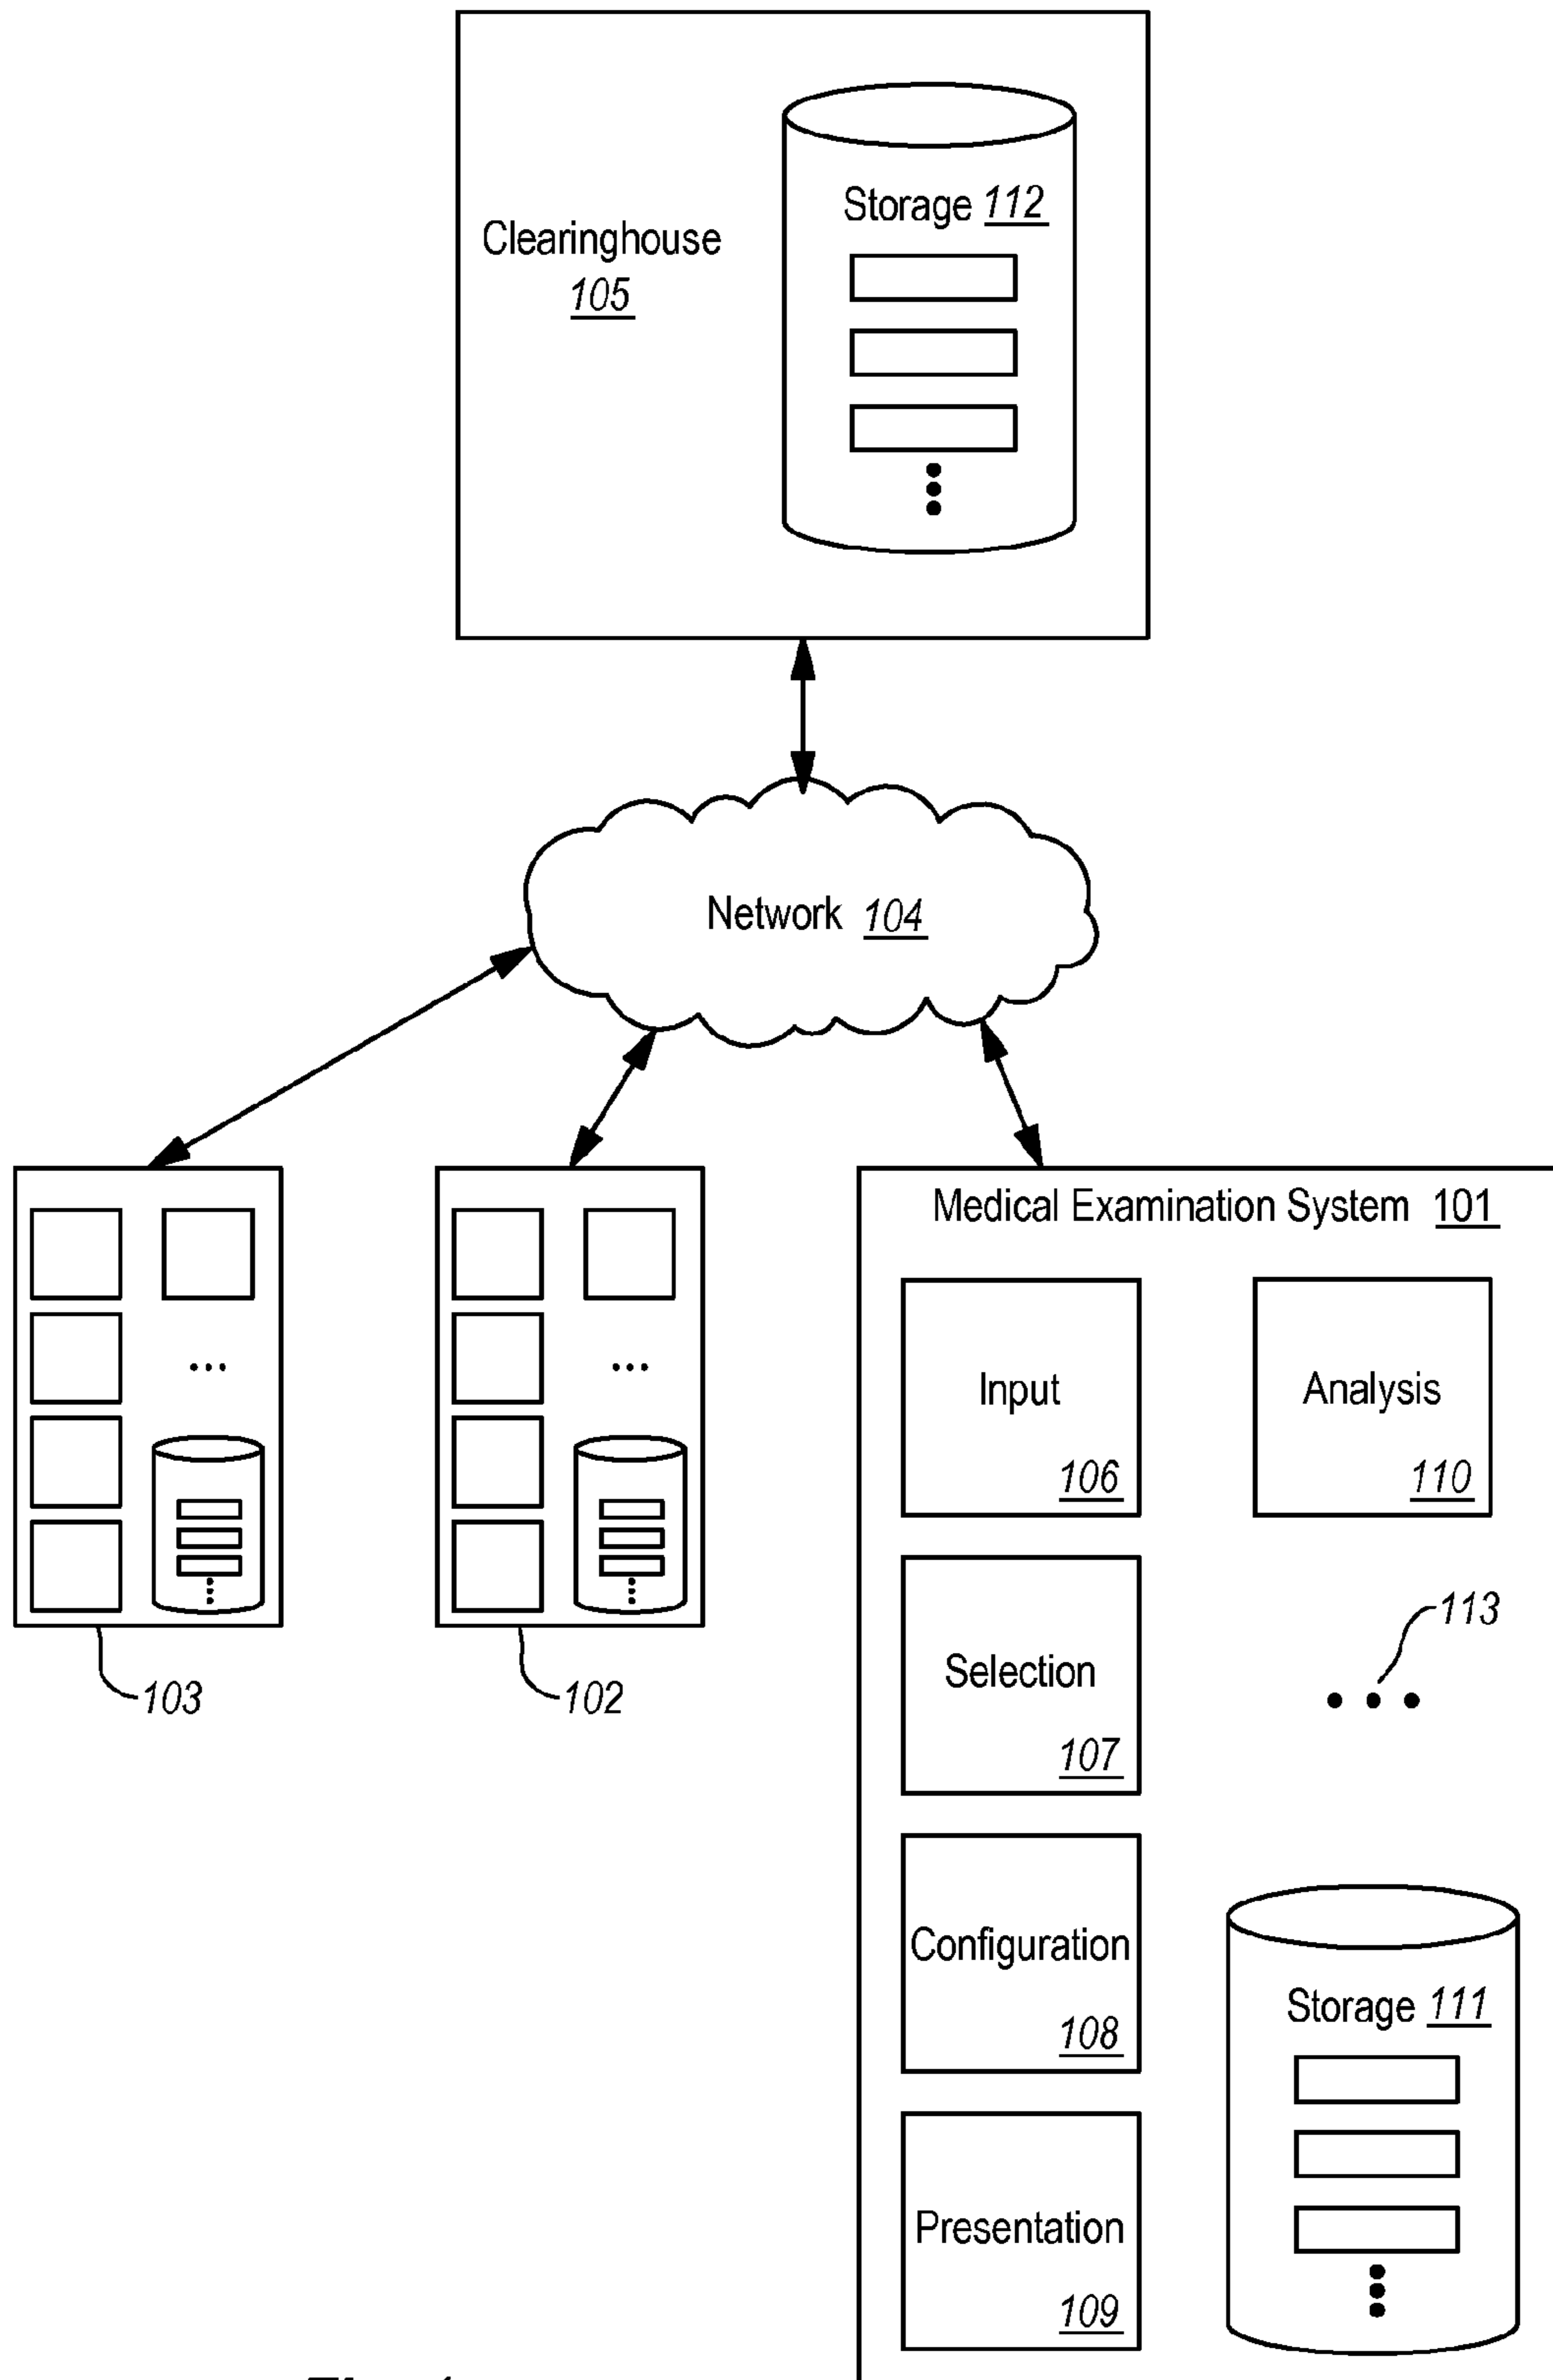 Storage 112
Clearinghouse
105
Network 104
Medical Examination System 101
Input
106
Analysis
110
Selection
107
113
103
102
Configuration
108
Storage 111
Presentation
109